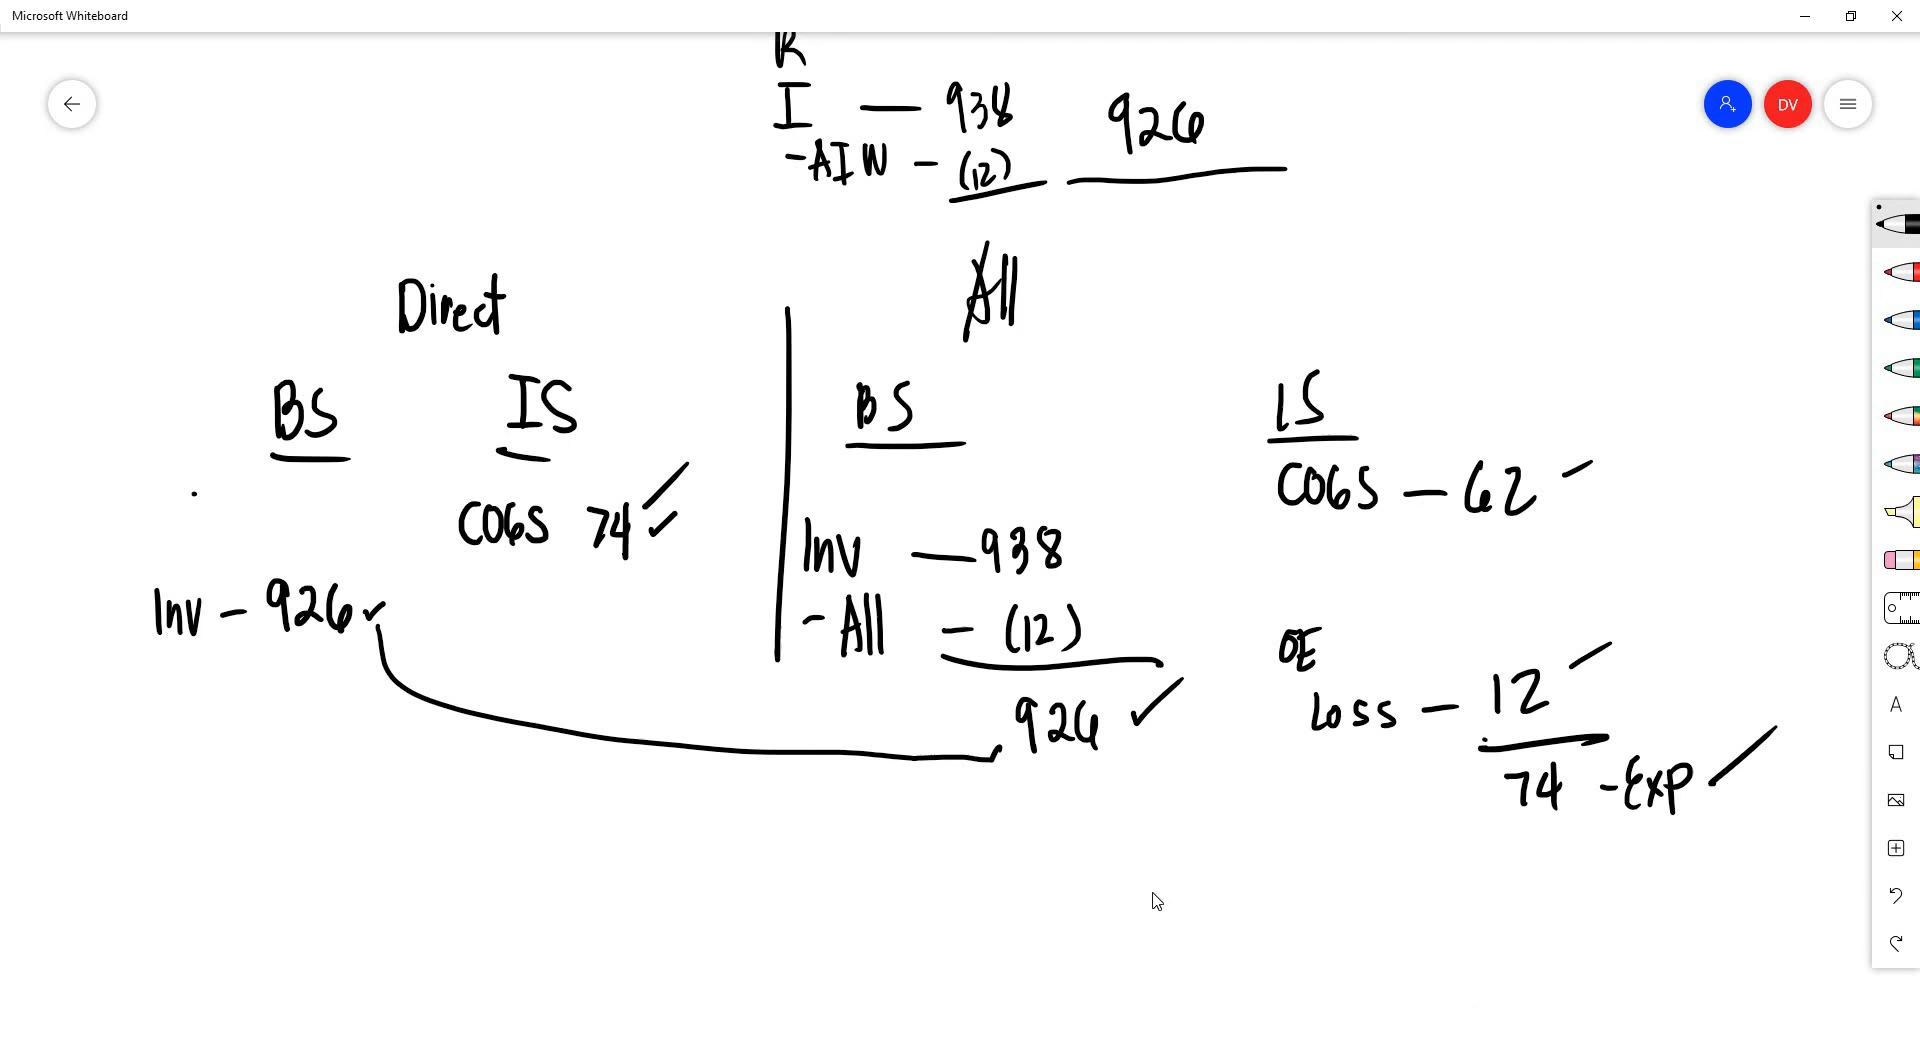 Microsoft Whiteboard
R
I — 938 926
-AIW - (12)
DV
Direct
All
BS IS
COGS 74
Inv - 926
BS
Inv — 938
- All - (12)
926
IS
COGS - 62
OE
Loss - 12
74 - Exp
A